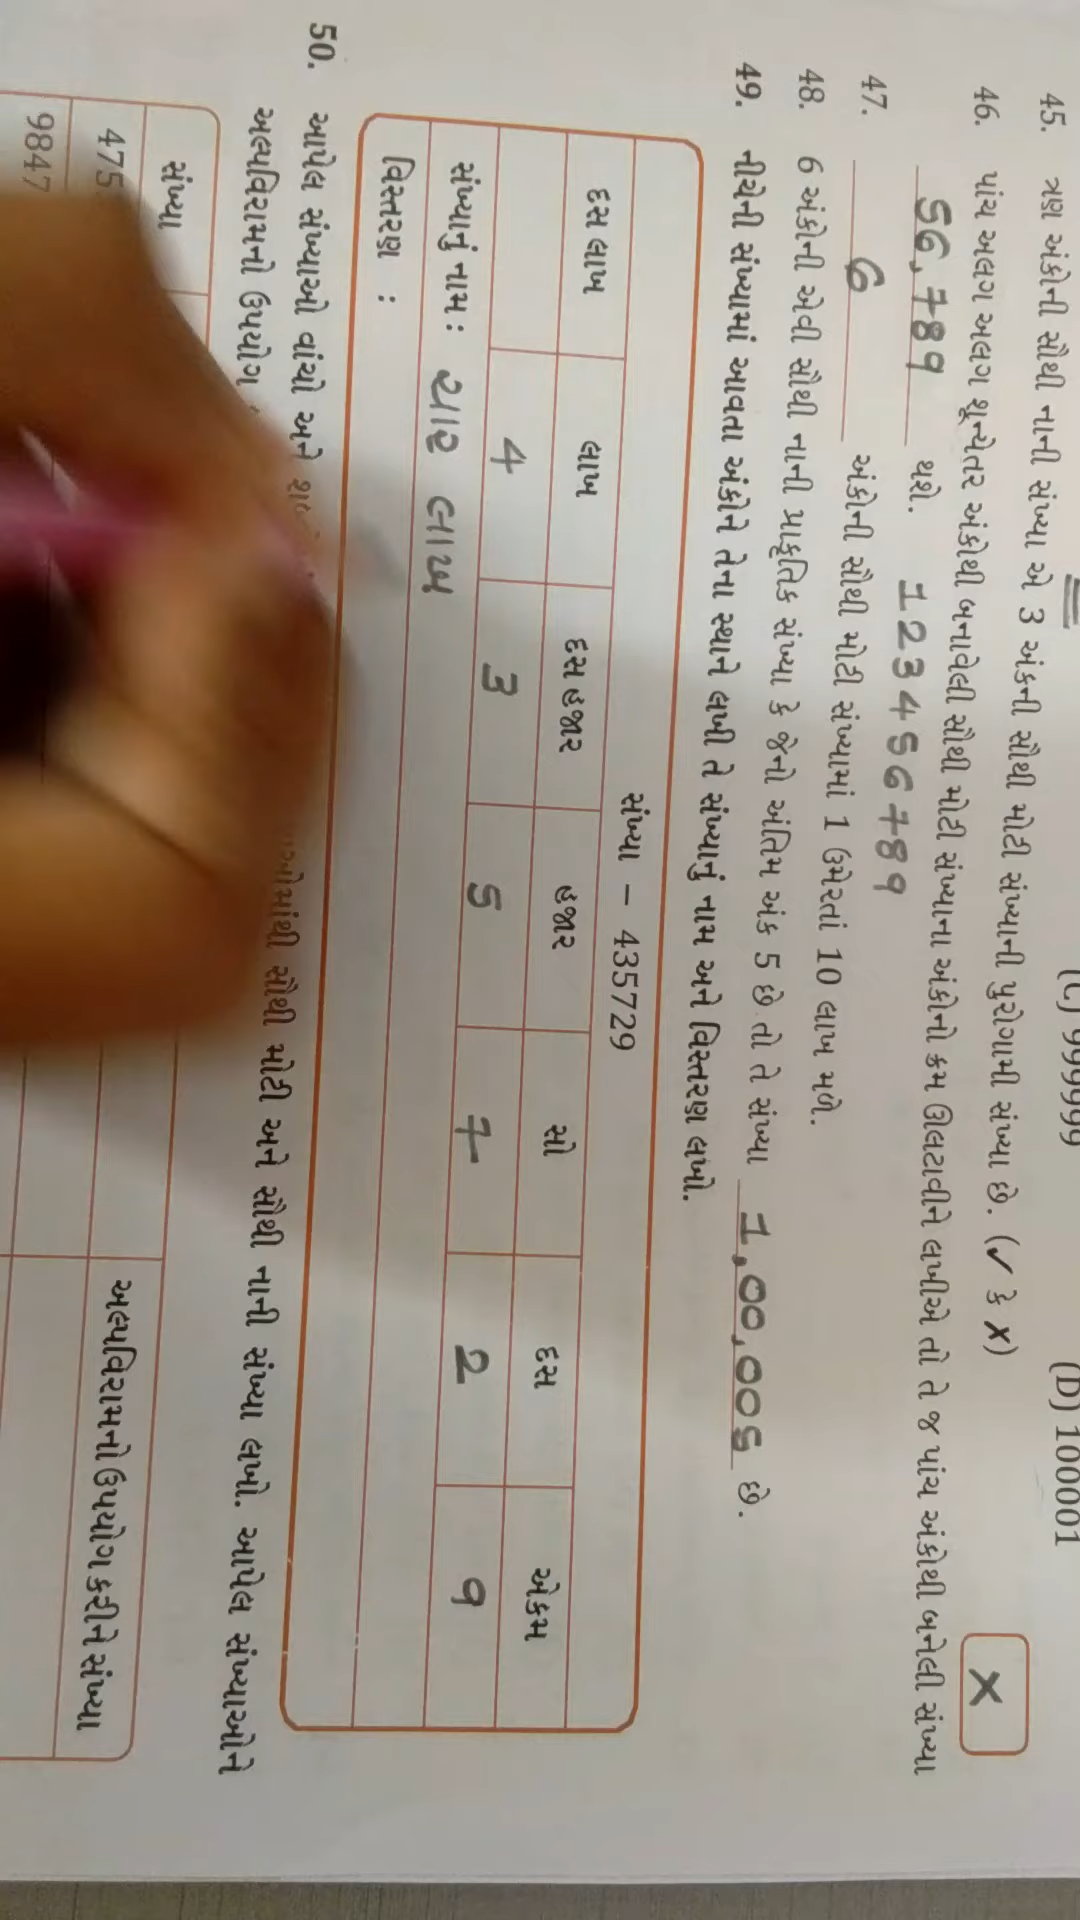 (C) 999999 (D) 100001
45. ત્રણ અંકોની સૌથી નાની સંખ્યા એ 3 અંકની સૌથી મોટી સંખ્યાની પુરોગામી સંખ્યા છે. (✓ કે X) X
46. પાંચ અલગ અલગ શૂન્યેતર અંકોથી બનાવેલી સૌથી મોટી સંખ્યાના અંકોનો ક્રમ ઊલટાવીને લખીએ તો તે જ પાંચ અંકોથી બનેલી સંખ્યા
56,789 થશે. 123456789
47. 6 અંકોની સૌથી મોટી સંખ્યામાં 1 ઉમેરતાં 10 લાખ મળે.
48. 6 અંકોની એવી સૌથી નાની પ્રાકૃતિક સંખ્યા કે જેનો અંતિમ અંક 5 છે તો તે સંખ્યા 1,00,005 છે.
49. નીચેની સંખ્યામાં આવતા અંકોને તેના સ્થાને લખી તે સંખ્યાનું નામ અને વિસ્તરણ લખો.
સંખ્યા – 435729
દસ લાખ લાખ દસ હજાર હજાર સો દસ એકમ
4 3 5 7 2 9
સંખ્યાનું નામ : ચાર લાખ
વિસ્તરણ :
50. આપેલ સંખ્યાઓ વાંચો અને સૌથી મોટી અને સૌથી નાની સંખ્યા લખો. આપેલ સંખ્યાઓને
અલ્પવિરામનો ઉપયોગ
સંખ્યા અલ્પવિરામનો ઉપયોગ કરીને સંખ્યા
475
9847